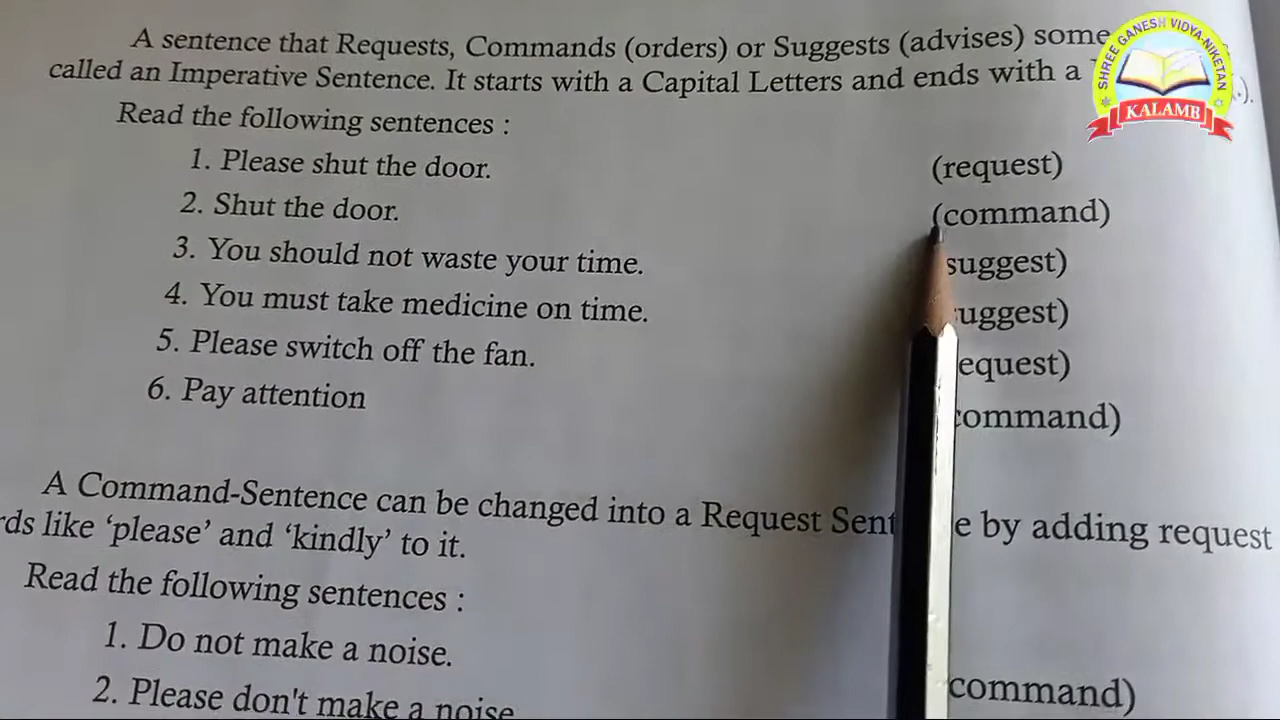 A sentence that Requests, Commands (orders) or Suggests (advises) some
called an Imperative Sentence. It starts with a Capital Letters and ends with a
Read the following sentences :
1. Please shut the door. (request)
2. Shut the door. (command)
3. You should not waste your time. suggest)
4. You must take medicine on time. uggest)
5. Please switch off the fan. equest)
6. Pay attention command)
A Command-Sentence can be changed into a Request Sent e by adding request
rds like ‘please’ and ‘kindly’ to it.
Read the following sentences :
1. Do not make a noise. command)
2. Please don't make a noise
SHREE GANESH VIDYA-NIKETAN
KALAMB